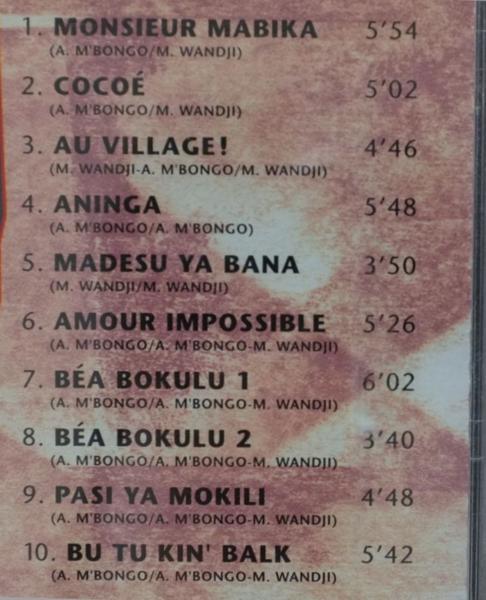 1. MONSIEUR MABIKA 5'54
(A. M'BONGO/M. WANDJI)
2. COCOÉ 5'02
(A. M'BONGO/M. WANDJI)
3. AU VILLAGE! 4'46
(M. WANDJI-A. M'BONGO/M. WANDJI)
4. ANINGA 5'48
(A. M'BONGO/A. M'BONGO)
5. MADESU YA BANA 3'50
(M. WANDJI/M. WANDJI)
6. AMOUR IMPOSSIBLE 5'26
(A. M'BONGO/A. M'BONGO-M. WANDJI)
7. BÉA BOKULU 1 6'02
(A. M'BONGO/A. M'BONGO-M. WANDJI)
8. BÉA BOKULU 2 3'40
(A. M'BONGO/A. M'BONGO-M. WANDJI)
9. PASI YA MOKILI 4'48
(A. M'BONGO/A. M'BONGO-M. WANDJI)
10. BU TU KIN' BALK 5'42
(A. M'BONGO/A. M'BONGO-M. WANDJI)